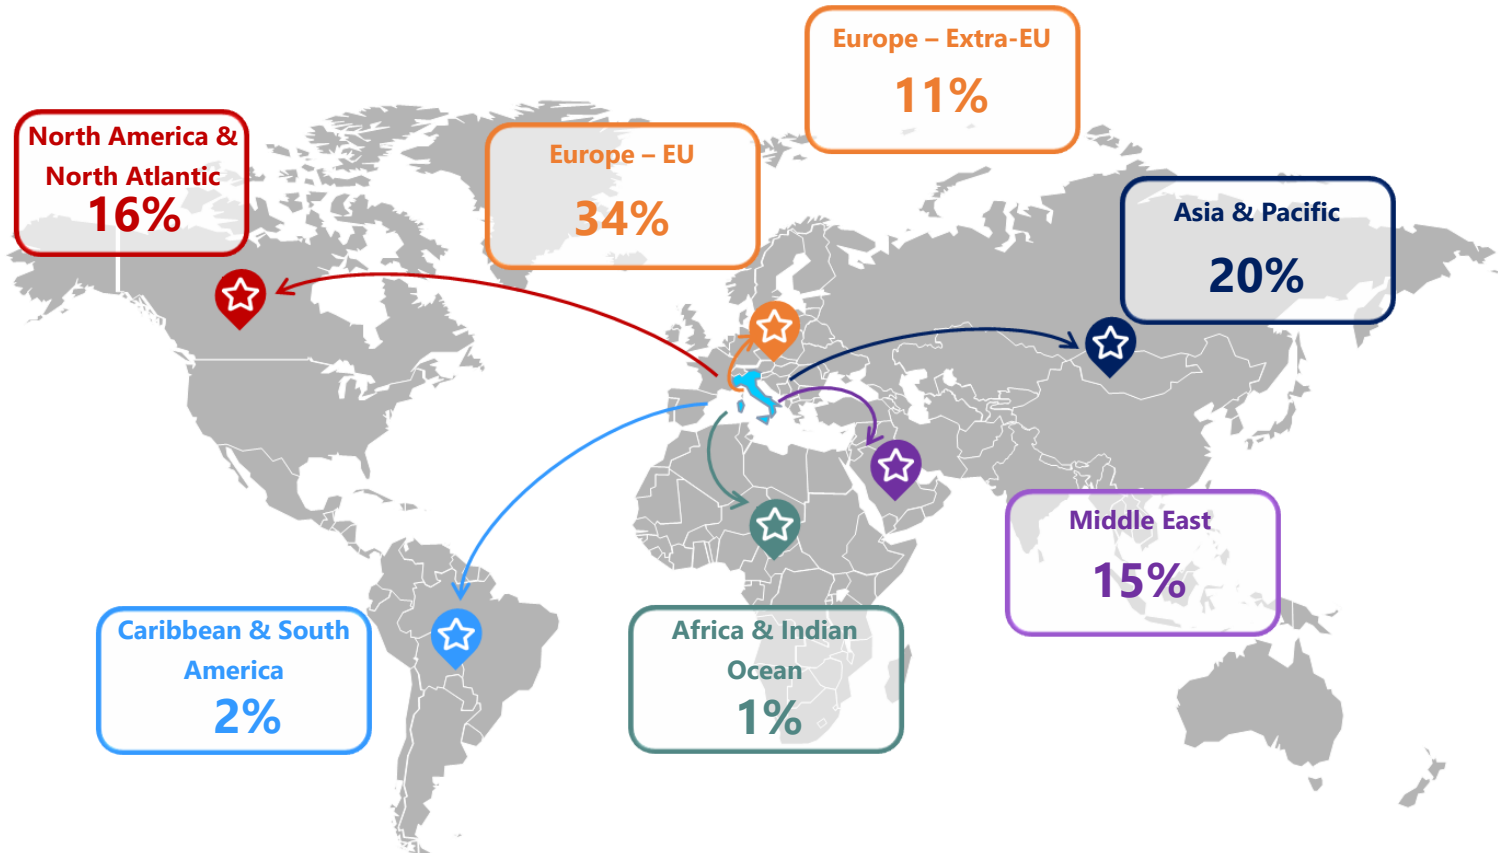 Europe – Extra-EU
11%
North America &
North Atlantic
16%
Europe – EU
34%
Asia & Pacific
20%
Middle East
15%
Caribbean & South
America
2%
Africa & Indian
Ocean
1%